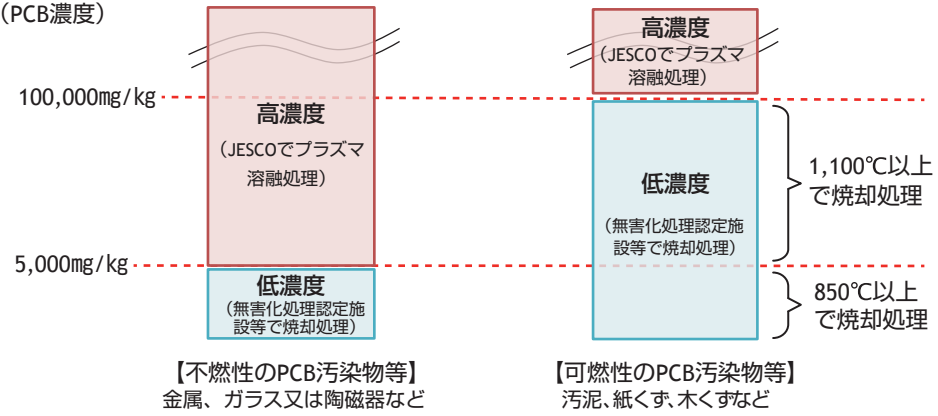 (PCB濃度)
高濃度
(JESCOでプラズマ
溶融処理)
100,000mg/kg
高濃度
(JESCOでプラズマ
溶融処理)
低濃度
(無害化処理認定施
設等で焼却処理)
1,100℃以上
で焼却処理
5,000mg/kg
低濃度
(無害化処理認定施
設等で焼却処理)
850℃以上
で焼却処理
【不燃性のPCB汚染物等】
金属、ガラス又は陶磁器など
【可燃性のPCB汚染物等】
汚泥、紙くず、木くずなど